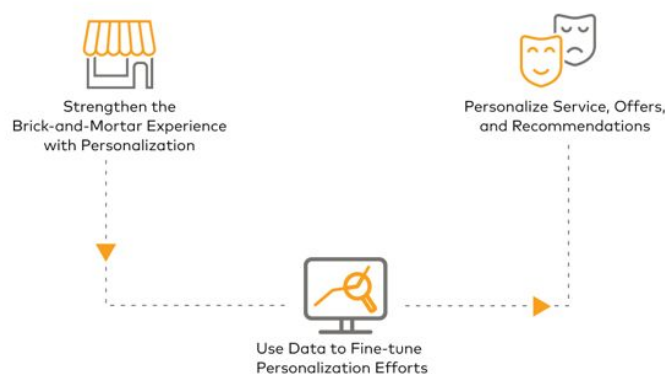 Strengthen the
Brick-and-Mortar Experience
with Personalization
Personalize Service, Offers,
and Recommendations
Use Data to Fine-tune
Personalization Efforts